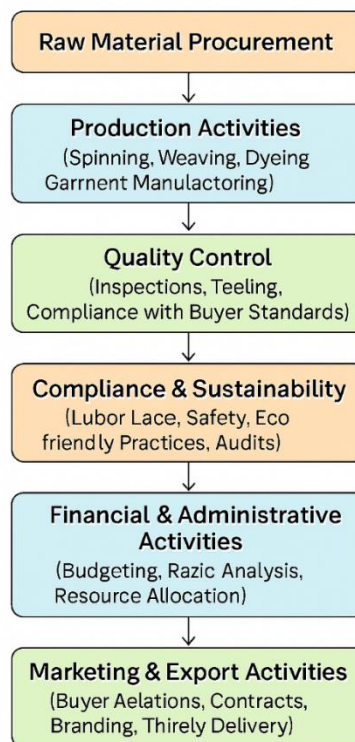 Raw Material Procurement
Production Activities
(Spinning, Weaving, Dyeing
Garrnent Manulactoring)
Quality Control
(Inspections, Teeling,
Compliance with Buyer Standards)
Compliance & Sustainability
(Lubor Lace, Safety, Eco
friendly Practices, Audits)
Financial & Administrative
Activities
(Budgeting, Razic Analysis,
Resource Allocation)
Marketing & Export Activities
(Buyer Aelations, Contracts,
Branding, Thirely Delivery)